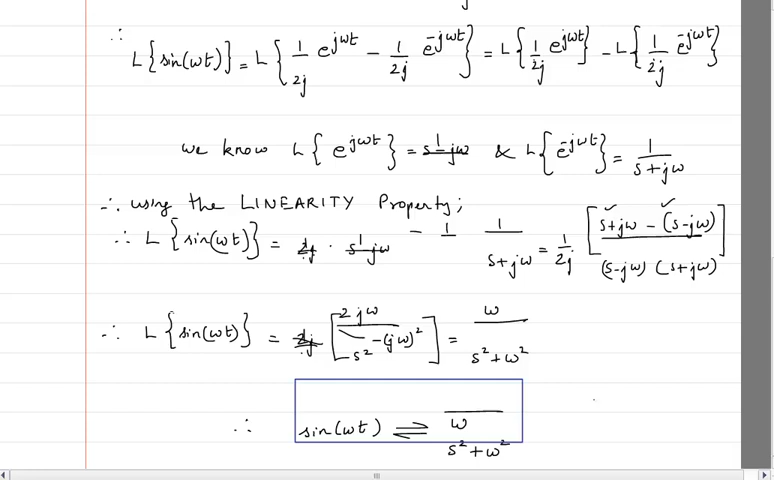 ∴
L{sin(ωt)} = L{1/2j e^jωt − 1/2j e^-jωt} = L{1/2j e^jωt} − L{1/2j e^-jωt}
we know L{e^jωt} = 1/s-jω & L{e^-jωt} = 1/s+jω
∴ using the LINEARITY Property;
∴ L{sin(ωt)} = 1/2j · 1/s-jω − 1 1/s+jω = 1/2j [s+jω − (s-jω)/(s-jω)(s+jω)]
∴ L{sin(ωt)} = 1/2j [2jω/s² − (jω)²] = ω/s²+ω²
∴ sin(ωt) ⇌ ω/s²+ω²